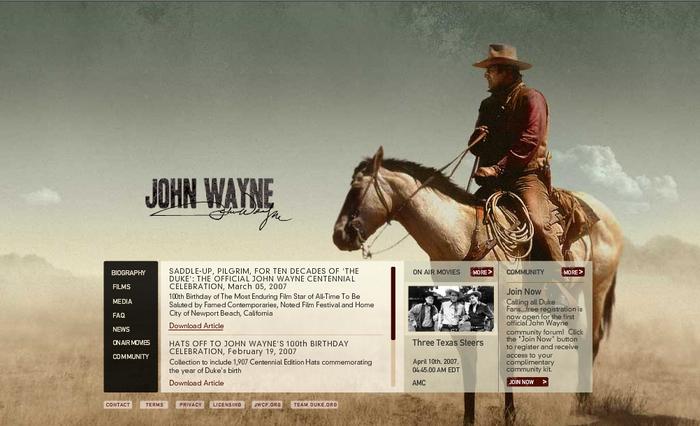 JOHN WAYNE
John Wayne
BIOGRAPHY
FILMS
MEDIA
FAQ
NEWS
ON AIR MOVIES
COMMUNITY
SADDLE-UP, PILGRIM, FOR TEN DECADES OF 'THE
DUKE': THE OFFICIAL JOHN WAYNE CENTENNIAL
CELEBRATION, March 05, 2007
100th Birthday of The Most Enduring Film Star of All-Time To Be
Saluted by Famed Contemporaries, Noted Film Festival and Home
City of Newport Beach, California
Download Article
HATS OFF TO JOHN WAYNE'S 100th BIRTHDAY
CELEBRATION, February 19, 2007
Collection to include 1,907 Centennial Edition Hats commemorating
the year of Duke's birth
Download Article
ON AIR MOVIES
MORE >
Three Texas Steers
April 10th, 2007,
04:45:00 AM EDT
AMC
COMMUNITY
MORE >
Join Now
Calling all Duke
Fans...free registration is
now open for the first
official John Wayne
community forum! Click
the "Join Now" button
to register and receive
access to your
complimentary
community kit.
JOIN NOW >
CONTACT
TERMS
PRIVACY
LICENSING
JWCF.ORG
TEAM DUKE.ORG